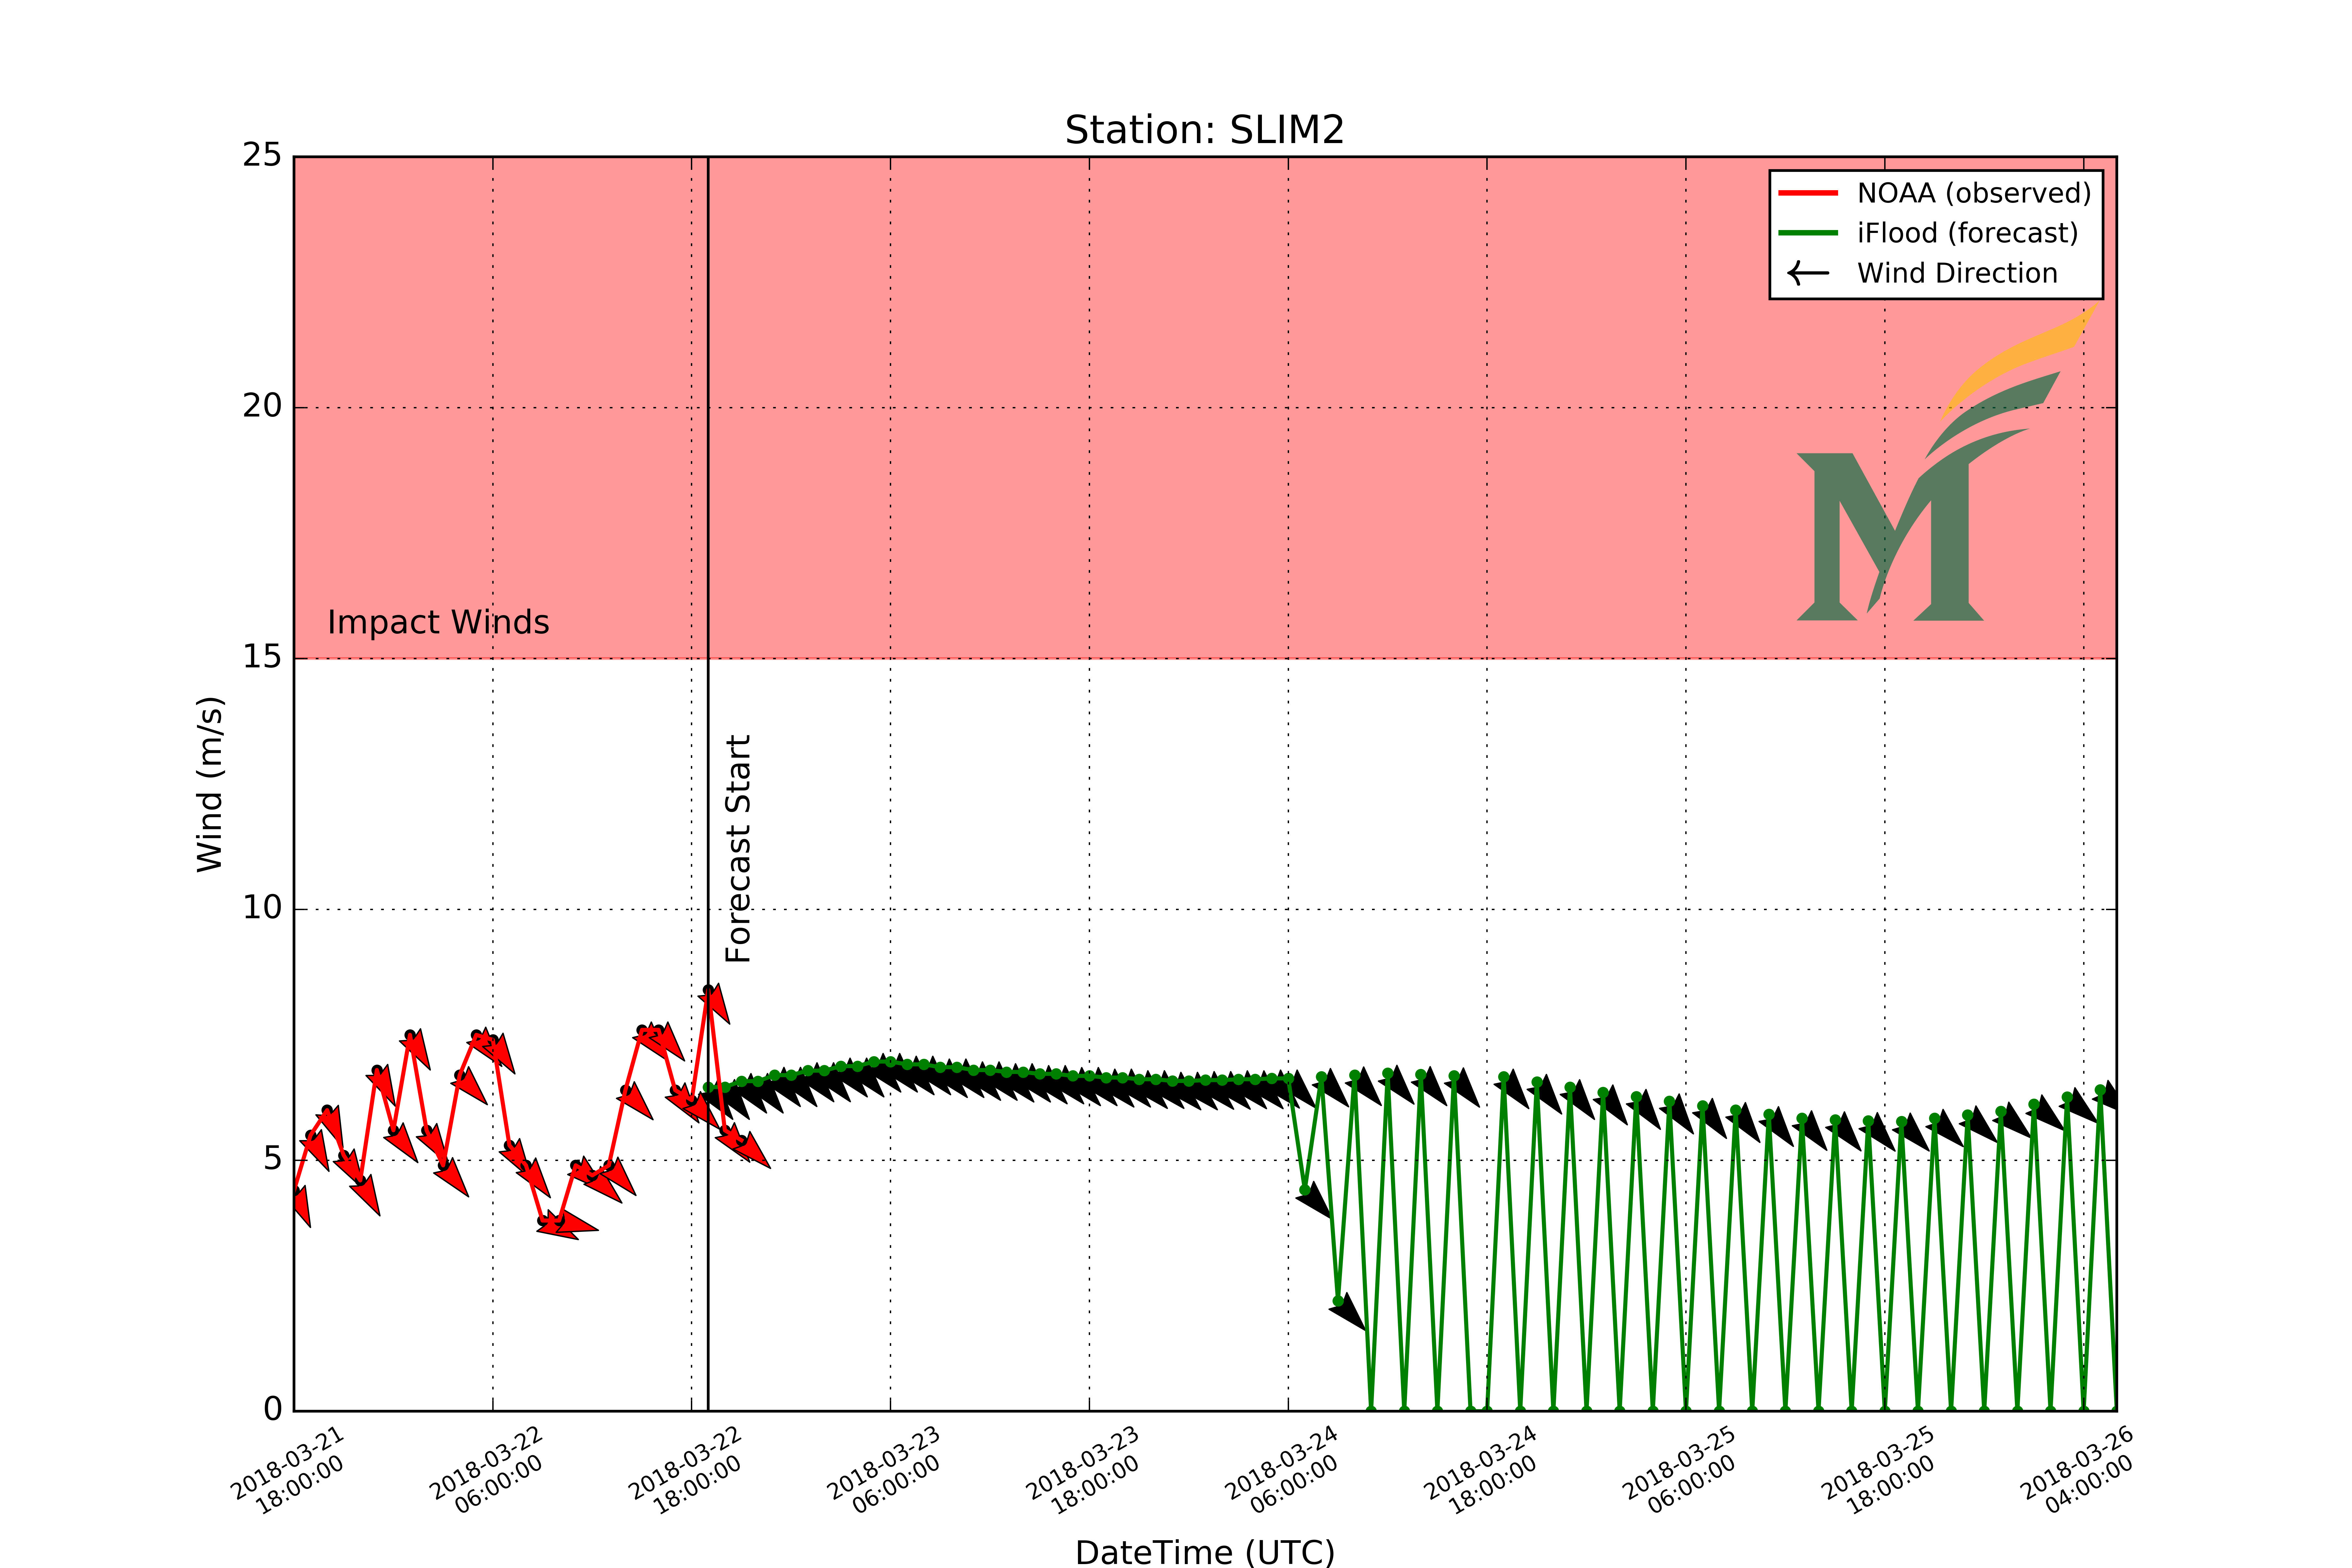 Station: SLIM2
25
20
15
10
5
0
Wind (m/s)
NOAA (observed)
iFlood (forecast)
Wind Direction
M
Impact Winds
Forecast Start
2018-03-21
18:00:00
2018-03-22
06:00:00
2018-03-22
18:00:00
2018-03-23
06:00:00
2018-03-23
18:00:00
2018-03-24
06:00:00
2018-03-24
18:00:00
2018-03-25
06:00:00
2018-03-25
18:00:00
2018-03-26
04:00:00
DateTime (UTC)